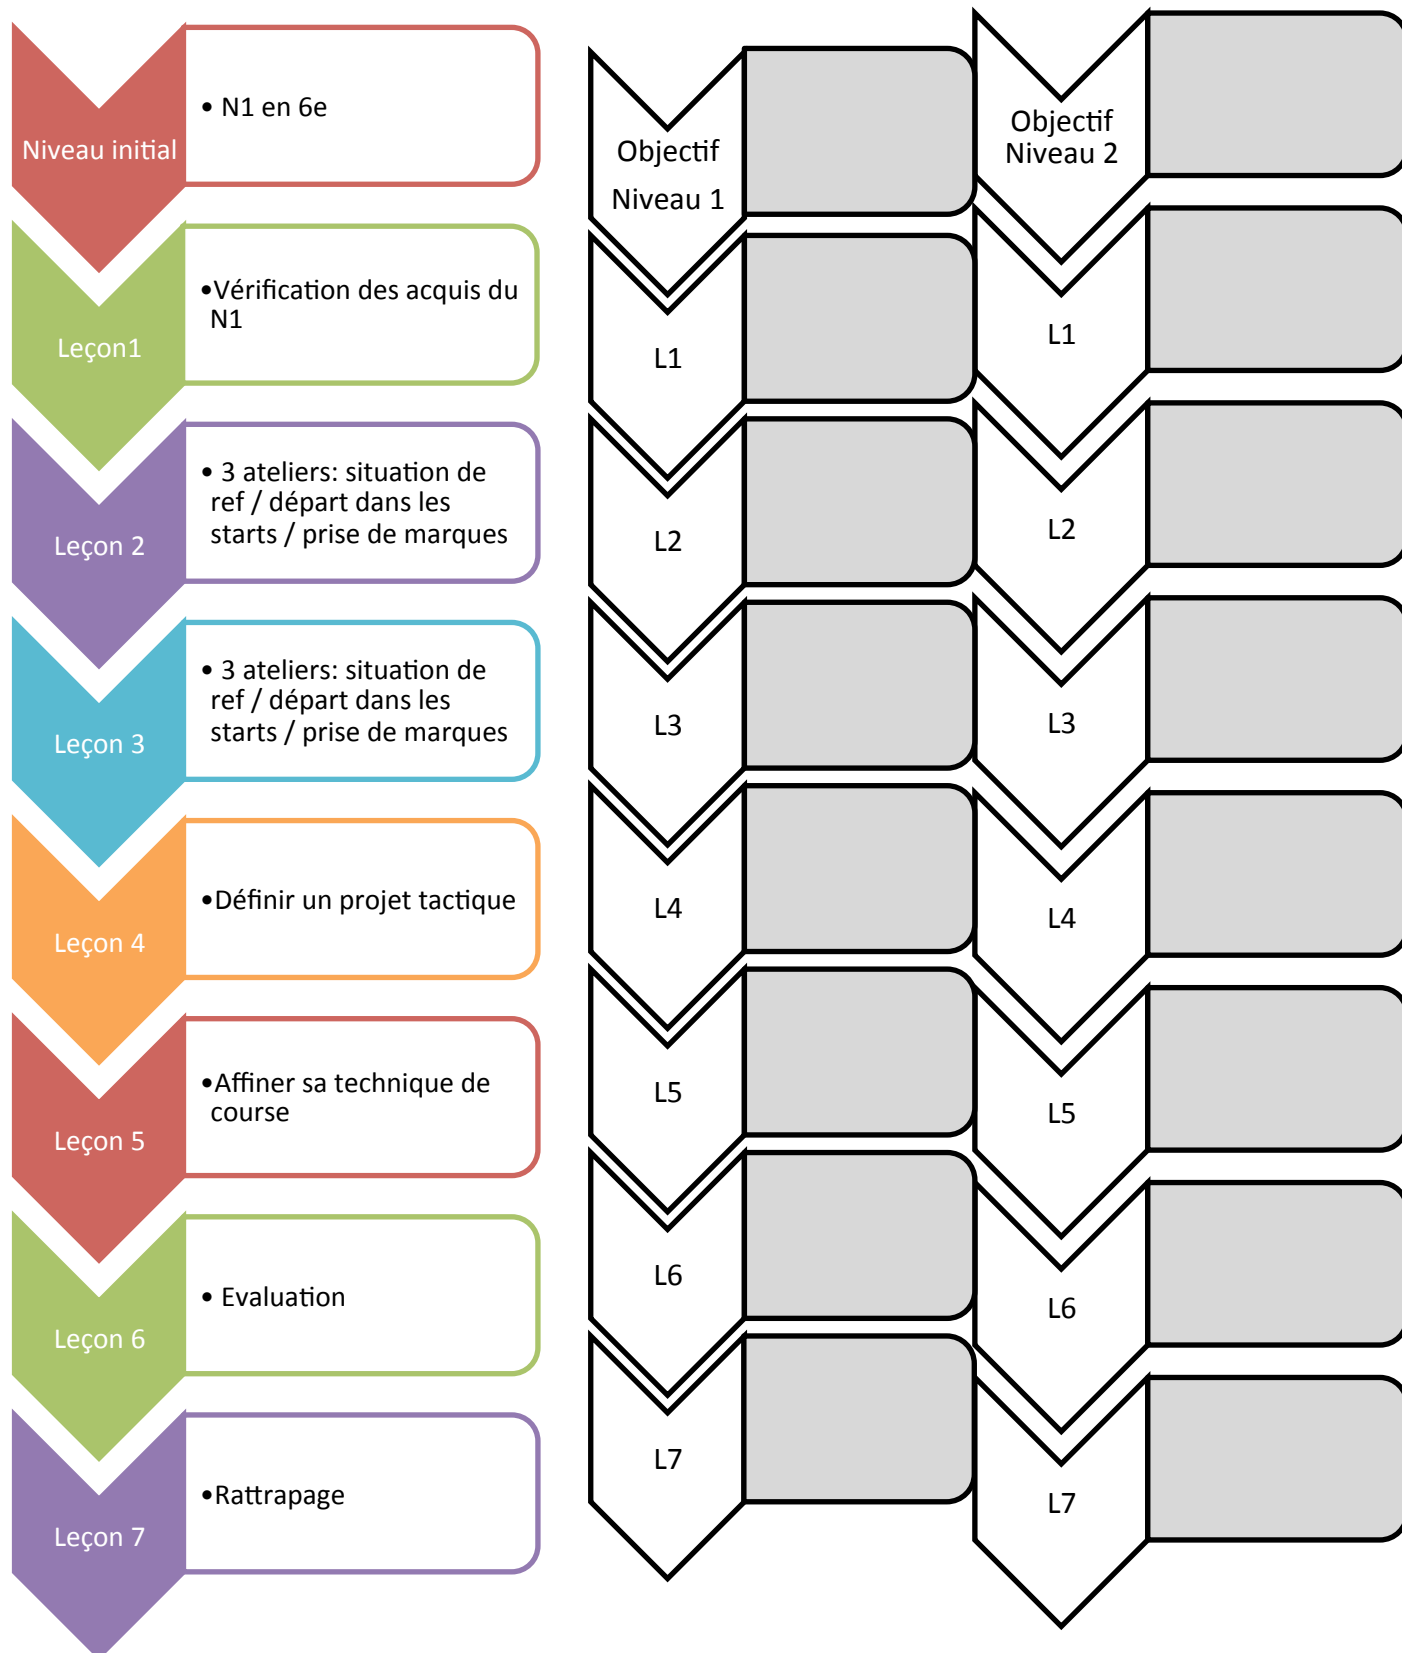 Niveau initial
• N1 en 6e
Leçon1
•Vérification des acquis du
N1
Leçon 2
• 3 ateliers: situation de
ref / départ dans les
starts / prise de marques
Leçon 3
• 3 ateliers: situation de
ref / départ dans les
starts / prise de marques
Leçon 4
•Définir un projet tactique
Leçon 5
•Affiner sa technique de
course
Leçon 6
• Evaluation
Leçon 7
•Rattrapage
Objectif
Niveau 1
L1
L2
L3
L4
L5
L6
L7
Objectif
Niveau 2
L1
L2
L3
L4
L5
L6
L7